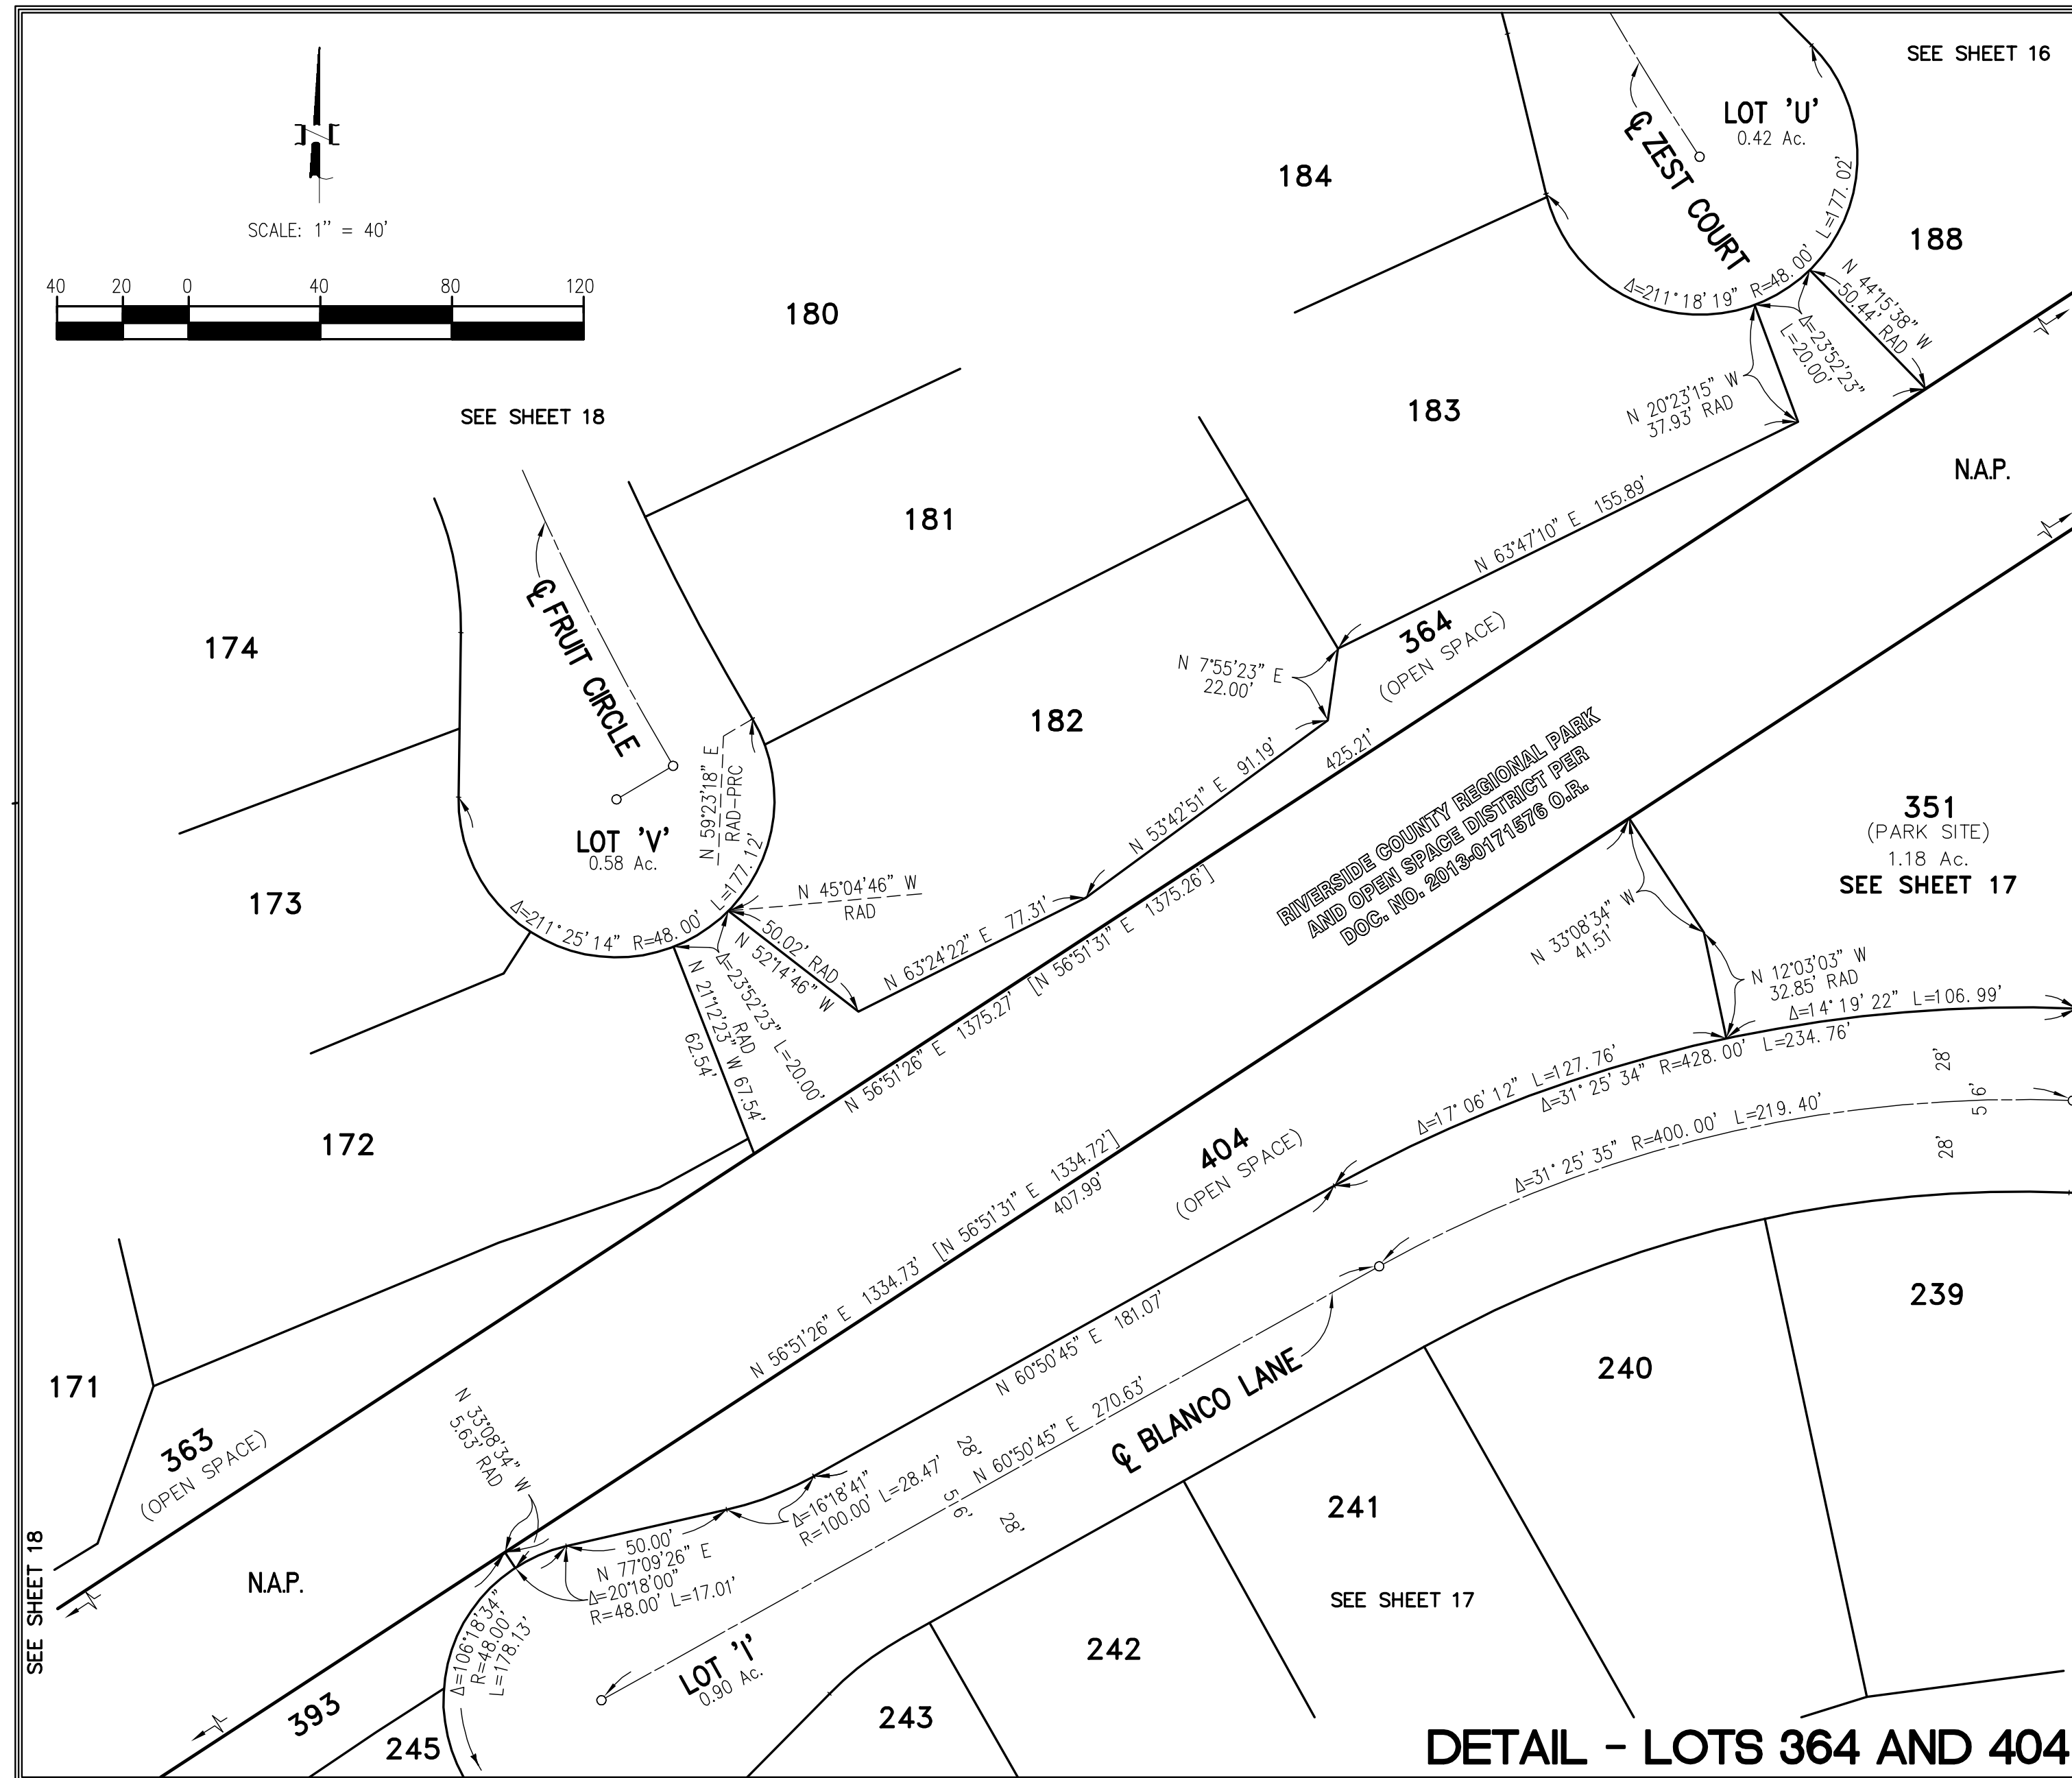 SEE SHEET 16
SCALE: 1" = 40'
40 20 0 40 80 120
SEE SHEET 18
LOT 'U'
0.42 Ac.
℄ ZEST COURT
Δ=211°18'19" R=48.00' L=177.02'
184
188
180
N 44°15'38" W
50.44' RAD
Δ=23°52'23"
L=20.00'
N 20°23'15" W
37.93' RAD
183
N.A.P.
181
N 63°47'10" E 155.89'
℄ FRUIT CIRCLE
174
364
(OPEN SPACE)
N 7°55'23" E
22.00'
182
N 59°23'18" E
RAD-PRC
N 53°42'51" E 91.19'
425.21'
RIVERSIDE COUNTY REGIONAL PARK
AND OPEN SPACE DISTRICT PER
DOC. NO. 2013-0171576 O.R.
351
(PARK SITE)
1.18 Ac.
SEE SHEET 17
LOT 'V'
0.58 Ac.
173
Δ=211°25'14" R=48.00' L=177.12'
N 45°04'46" W
RAD
50.02' RAD
N 52°14'46" W
N 63°24'22" E 77.31'
Δ=23°52'23" L=20.00'
N 21°12'23" W 67.54'
RAD
62.54'
N 56°51'26" E 1375.27' [N 56°51'31" E 1375.26']
N 33°08'34" W
41.51'
N 12°03'03" W
32.85' RAD
Δ=14°19'22" L=106.99'
Δ=17°06'12" L=127.76'
Δ=31°25'34" R=428.00' L=234.76'
Δ=31°25'35" R=400.00' L=219.40'
28'
56'
28'
172
404
(OPEN SPACE)
N 56°51'26" E 1334.73' [N 56°51'31" E 1334.72']
407.99'
N 60°50'45" E 181.07'
N 60°50'45" E 270.63'
℄ BLANCO LANE
239
240
241
171
363
(OPEN SPACE)
N 33°08'34" W
5.63' RAD
Δ=16°18'41"
R=100.00' L=28.47'
28'
56'
28'
50.00'
N 77°09'26" E
Δ=20°18'00"
R=48.00' L=17.01'
SEE SHEET 18
N.A.P.
Δ=106°18'34"
R=48.00'
L=178.13'
LOT 'I'
0.90 Ac.
SEE SHEET 17
242
243
393
245
DETAIL - LOTS 364 AND 404